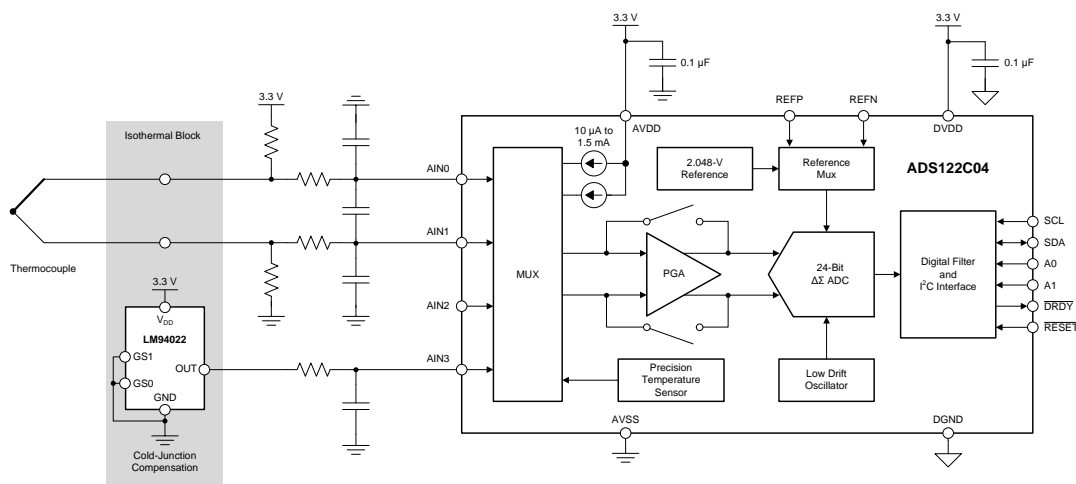 3.3 V
3.3 V
0.1 µF
0.1 µF
3.3 V
REFP
REFN
Isothermal Block
10 µA to
1.5 mA
AVDD
DVDD
2.048-V
Reference
Reference
Mux
ADS122C04
AIN0
AIN1
AIN2
AIN3
SCL
SDA
A0
A1
DRDY
RESET
Thermocouple
MUX
PGA
24-Bit
ΔΣ ADC
Digital Filter
and
I²C Interface
3.3 V
VDD
LM94022
GS1
GS0
OUT
GND
Precision
Temperature
Sensor
Low Drift
Oscillator
AVSS
DGND
Cold-Junction
Compensation